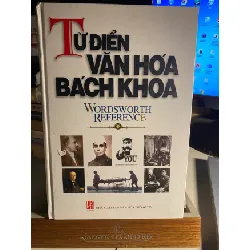 TỪ ĐIỂN
VĂN HÓA
BÁCH KHOA
WORDSWORTH
REFERENCE